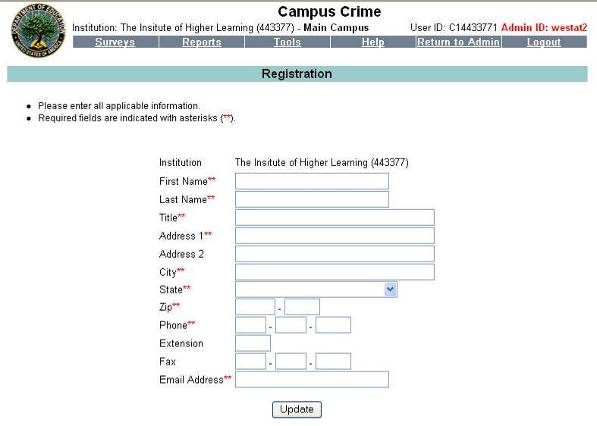 Campus Crime
Institution: The Insitute of Higher Learning (443377) - Main Campus User ID: C14433771 Admin ID: westat2
Surveys Reports Tools Help Return to Admin Logout
Registration
• Please enter all applicable information.
• Required fields are indicated with asterisks (**).
Institution The Insitute of Higher Learning (443377)
First Name**
Last Name**
Title**
Address 1**
Address 2
City**
State**
Zip** -
Phone** - -
Extension
Fax - -
Email Address**
Update